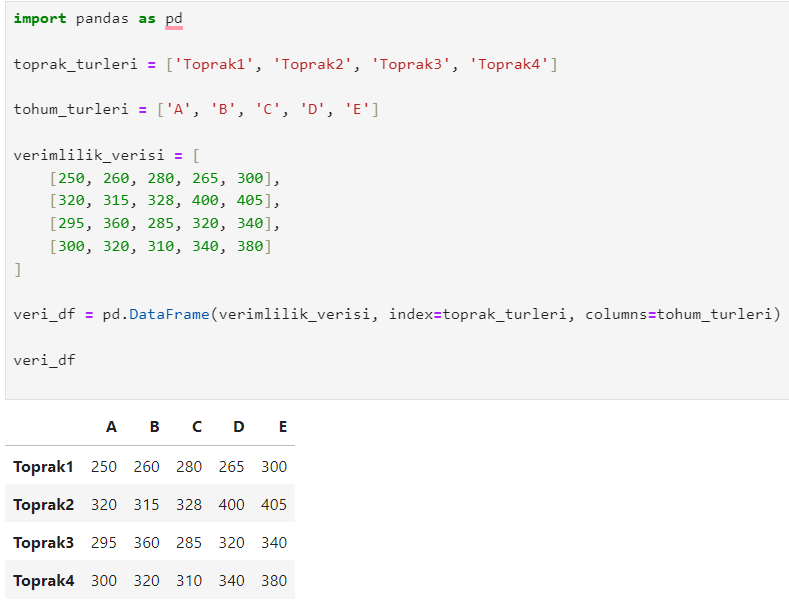 import pandas as pd
toprak_turleri = ['Toprak1', 'Toprak2', 'Toprak3', 'Toprak4']
tohum_turleri = ['A', 'B', 'C', 'D', 'E']
verimlilik_verisi = [
    [250, 260, 280, 265, 300],
    [320, 315, 328, 400, 405],
    [295, 360, 285, 320, 340],
    [300, 320, 310, 340, 380]
]
veri_df = pd.DataFrame(verimlilik_verisi, index=toprak_turleri, columns=tohum_turleri)
veri_df
A B C D E
Toprak1 250 260 280 265 300
Toprak2 320 315 328 400 405
Toprak3 295 360 285 320 340
Toprak4 300 320 310 340 380